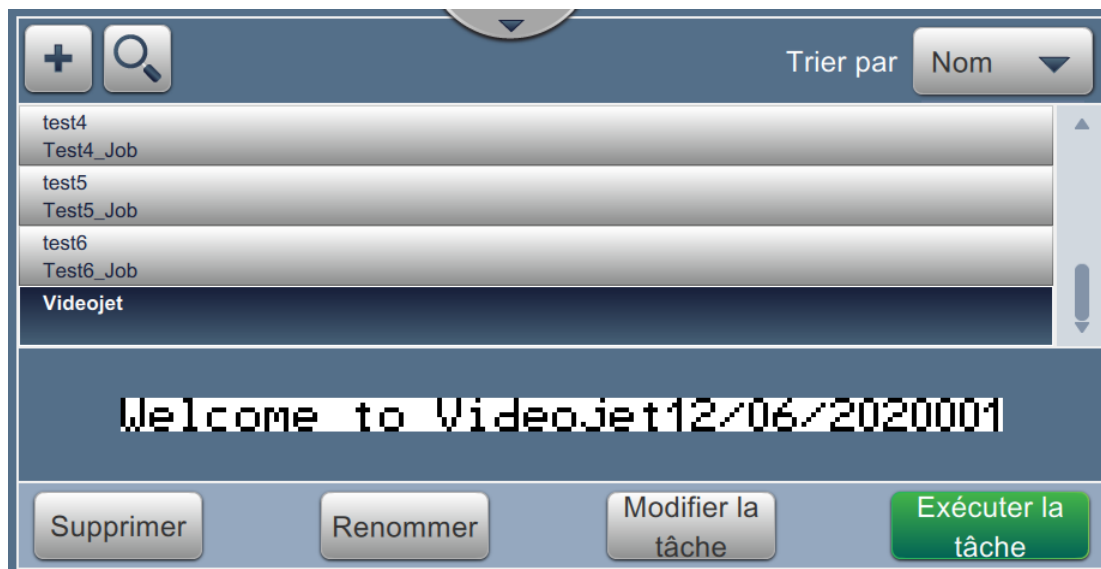 Trier par Nom
test4
Test4_Job
test5
Test5_Job
test6
Test6_Job
Videojet
Welcome to Videojet12/06/2020001
Supprimer
Renommer
Modifier la
tâche
Exécuter la
tâche